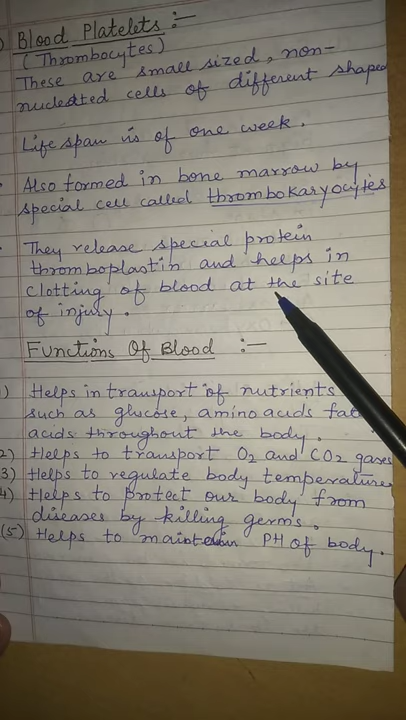 Blood Platelets :-
(Thrombocytes)
These are small sized, non-
nucleated cells of different shaped
Life span is of one week.
Also formed in bone marrow by
special cell called thrombokaryocytes
They release special protein
thromboplastin and helps in
clotting of blood at the site
of injury.
Functions Of Blood :-
1) Helps in transport of nutrients
such as glucose, amino acids fat
acids throughout the body.
2) Helps to transport O2 and CO2 gases
3) Helps to regulate body temperature
4) Helps to protect our body from
diseases by killing germs.
(5) Helps to maintain PH of body.